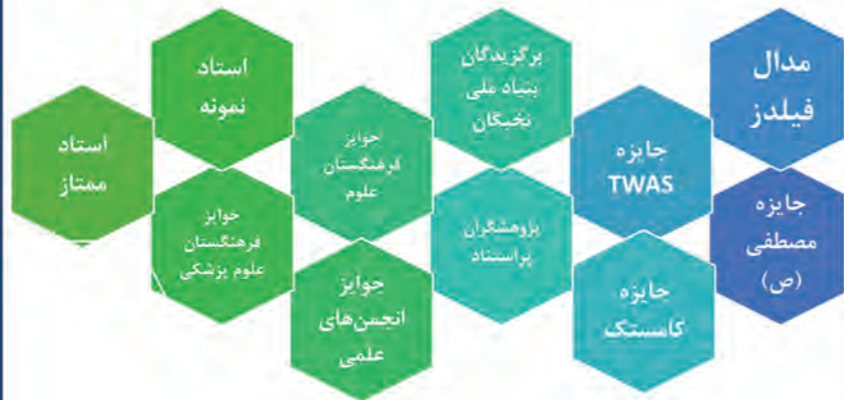 مدال
فیلدز
جایزه
مصطفی
(ص)
جایزه
TWAS
جایزه
کامستک
برگزیدگان
بنیاد ملی
نخبگان
پژوهشگران
پراستناد
جوایز
فرهنگستان
علوم
جوایز
انجمن‌های
علمی
استاد
نمونه
جوایز
فرهنگستان
علوم پزشکی
استاد
ممتاز